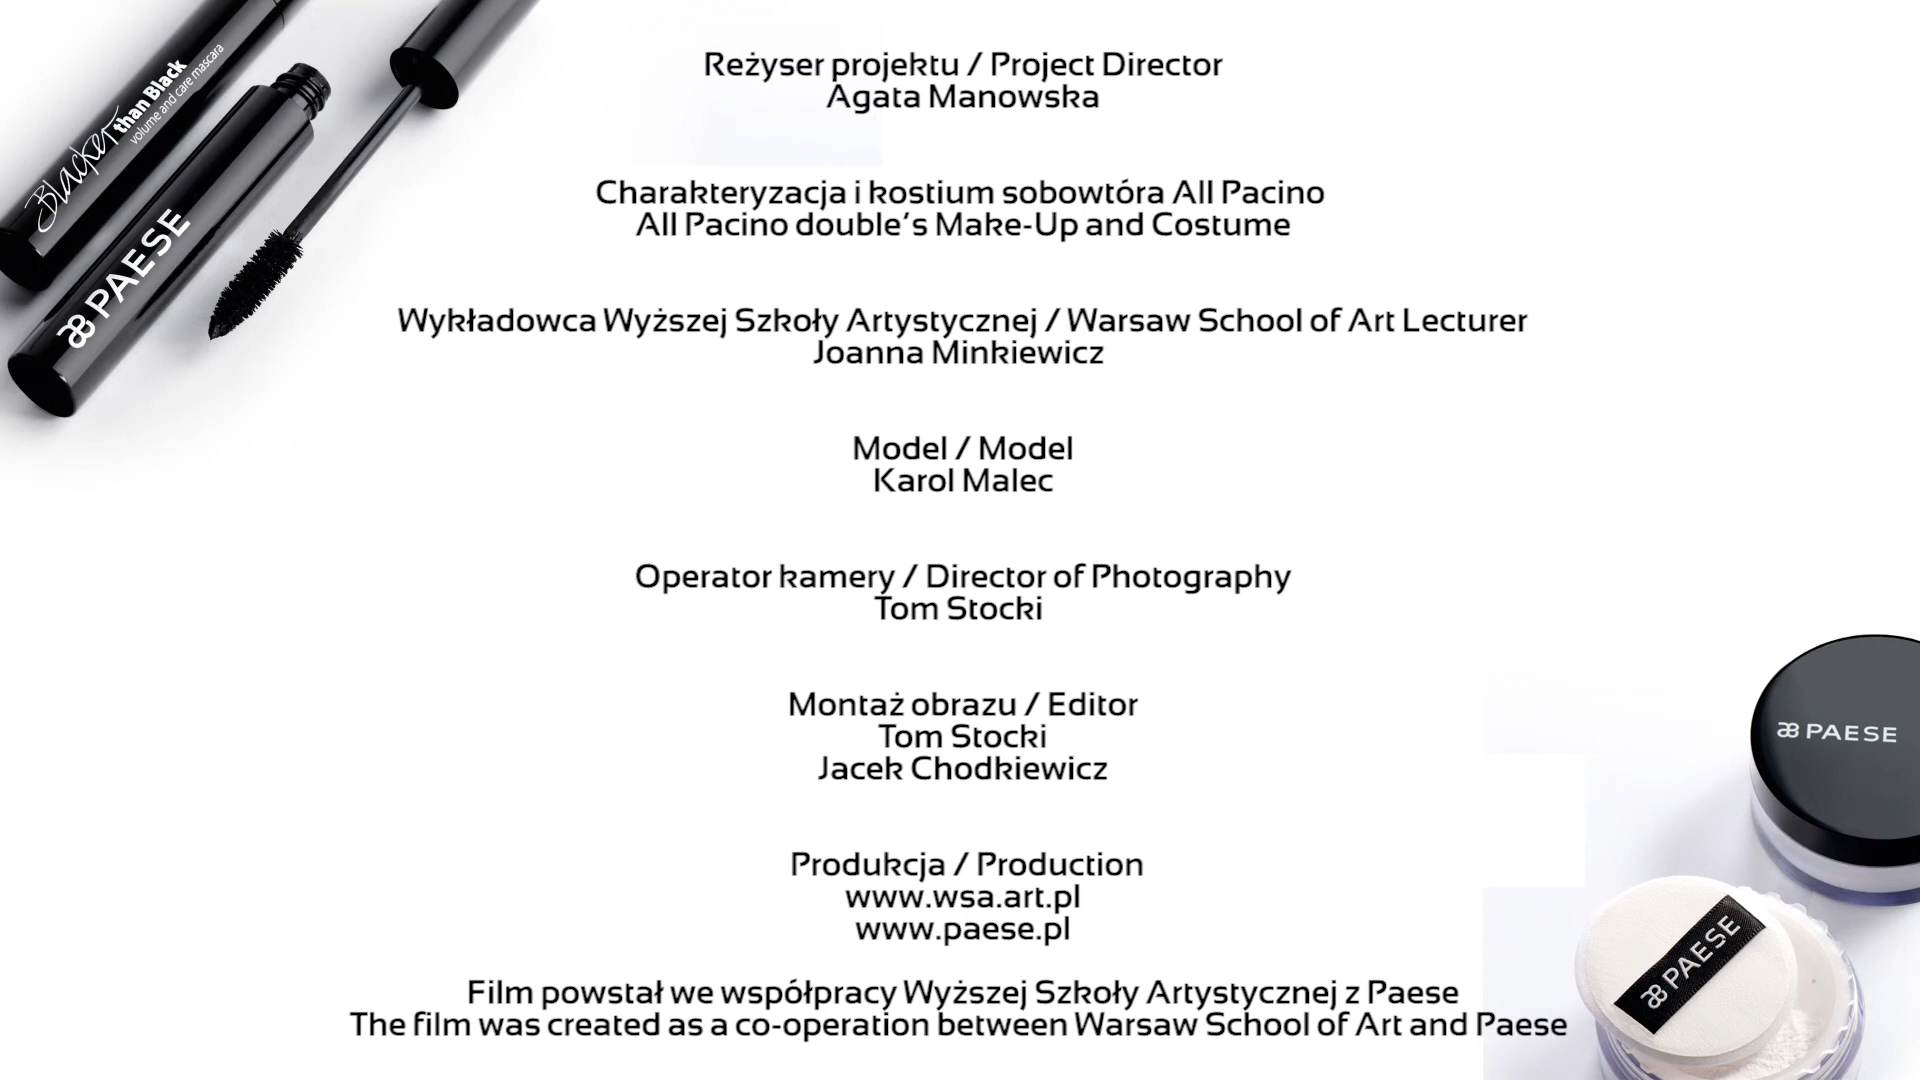 Blacker than Black
volume and care mascara
PAESE
Reżyser projektu / Project Director
Agata Manowska
Charakteryzacja i kostium sobowtóra All Pacino
All Pacino double's Make-Up and Costume
Wykładowca Wyższej Szkoły Artystycznej / Warsaw School of Art Lecturer
Joanna Minkiewicz
Model / Model
Karol Malec
Operator kamery / Director of Photography
Tom Stocki
Montaż obrazu / Editor
Tom Stocki
Jacek Chodkiewicz
Produkcja / Production
www.wsa.art.pl
www.paese.pl
Film powstał we współpracy Wyższej Szkoły Artystycznej z Paese
The film was created as a co-operation between Warsaw School of Art and Paese
PAESE
PAESE